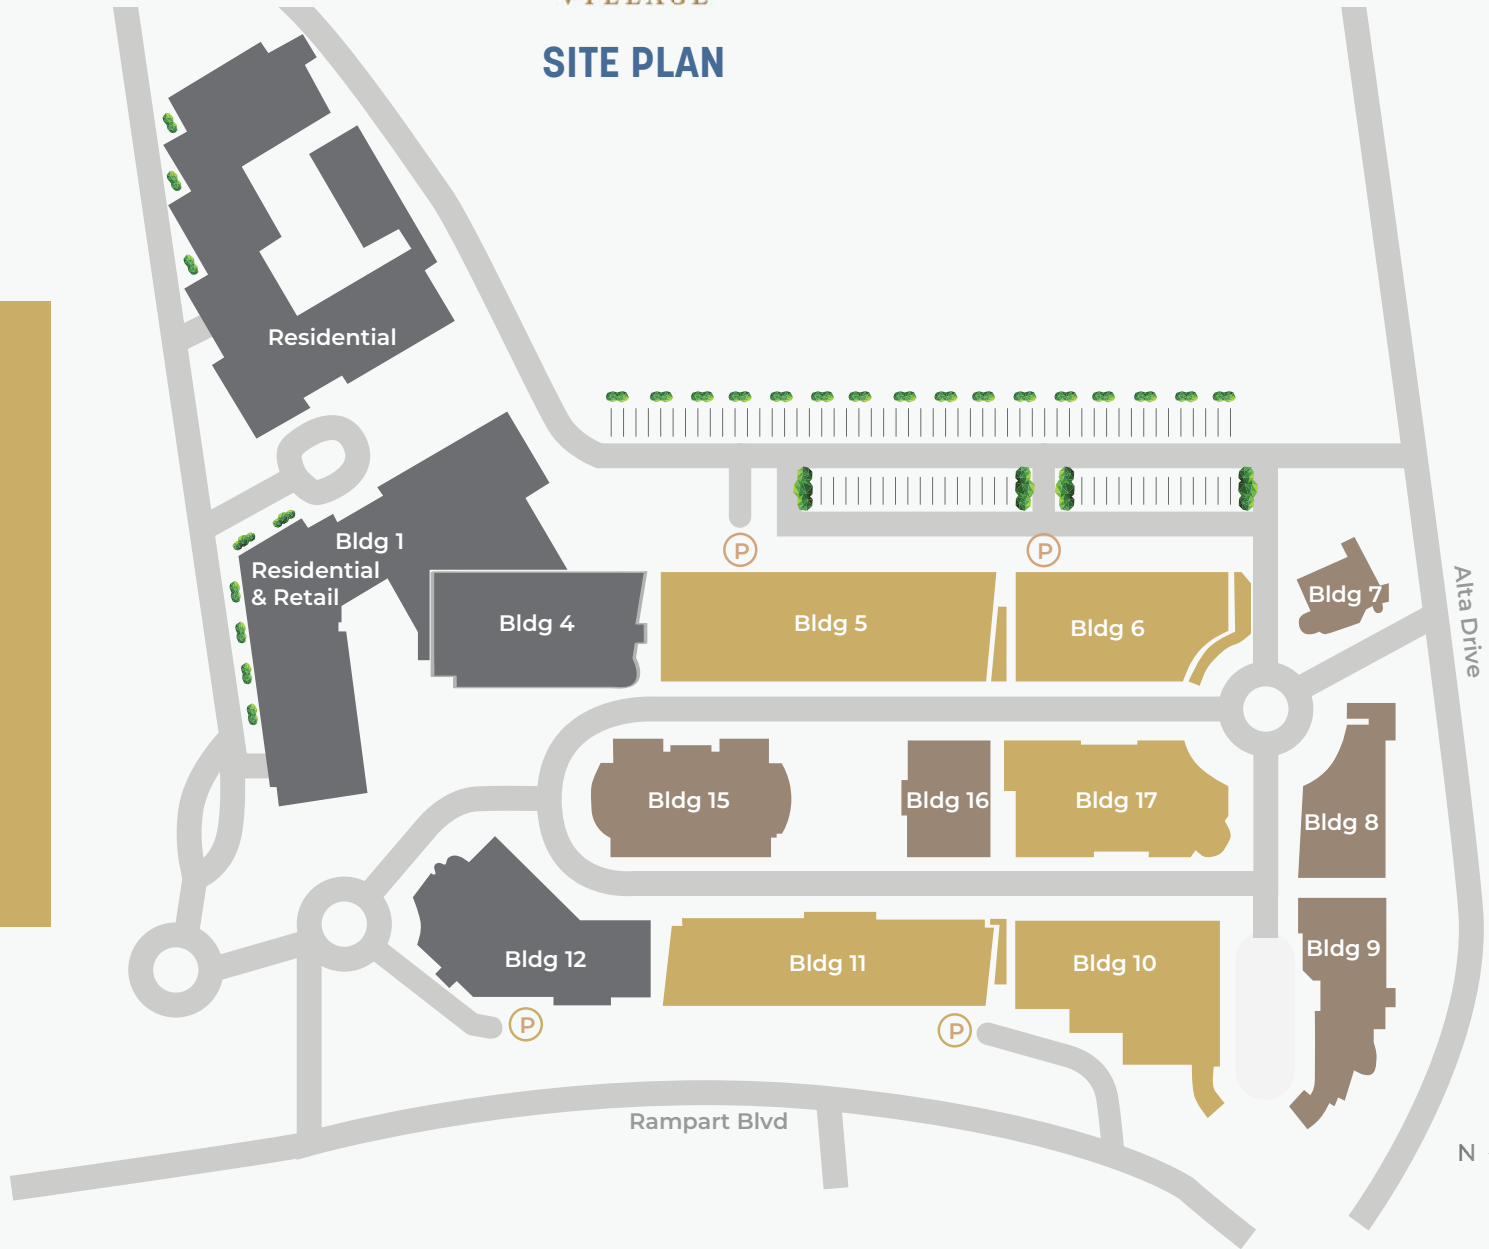 VILLAGE
SITE PLAN
Residential
Bldg 1
Residential
& Retail
Bldg 4
Bldg 5
Bldg 6
Bldg 7
P
P
Alta Drive
Bldg 15
Bldg 16
Bldg 17
Bldg 8
Bldg 12
Bldg 11
Bldg 10
Bldg 9
P
P
Rampart Blvd
N